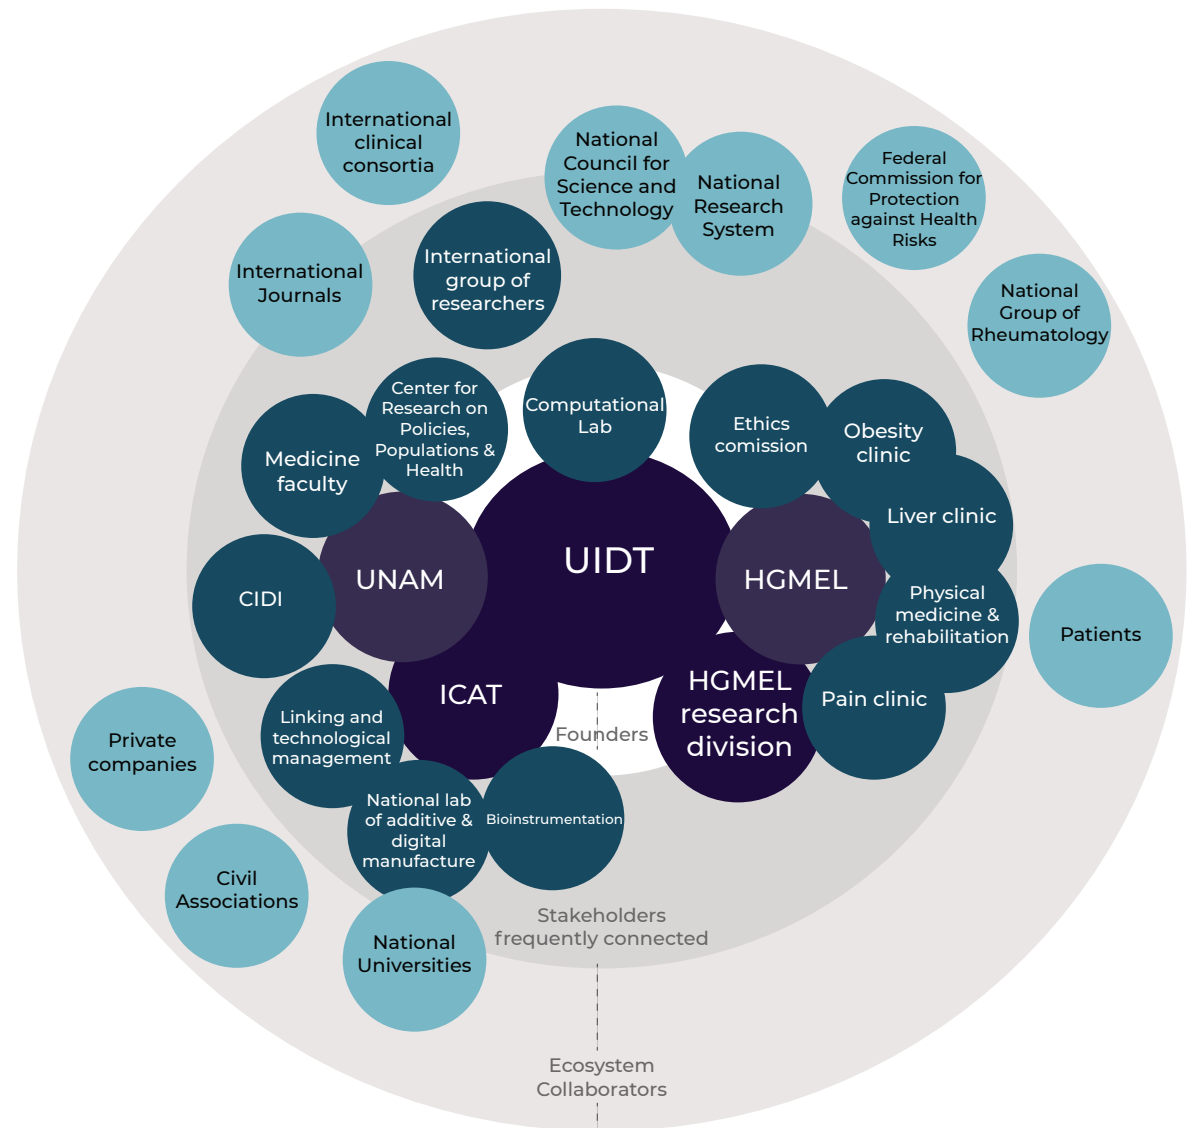 International
clinical
consortia
National
Council for
Science and
Technology
National
Research
System
Federal
Commission for
Protection
against Health
Risks
International
Journals
International
group of
researchers
National
Group of
Rheumatology
Center for
Research on
Policies,
Populations &
Health
Computational
Lab
Ethics
comission
Obesity
clinic
Medicine
faculty
Liver clinic
UIDT
UNAM
HGMEL
CIDI
Physical
medicine &
rehabilitation
Patients
ICAT
HGMEL
research
division
Pain clinic
Linking and
technological
management
Founders
Private
companies
National lab
of additive &
digital
manufacture
Bioinstrumentation
Civil
Associations
Stakeholders
frequently connected
National
Universities
Ecosystem
Collaborators